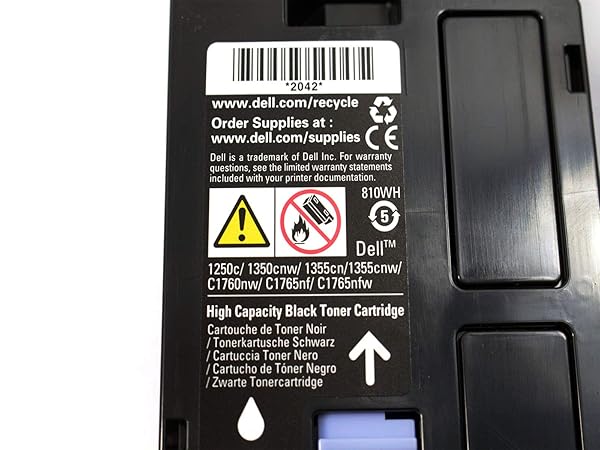 *2042*
www.dell.com/recycle
Order Supplies at :
www.dell.com/supplies
CE
Dell is a trademark of Dell Inc. For warranty
questions, see the limited warranty statements
included with your printer documentation.
810WH
5
Dell™
1250c/ 1350cnw/ 1355cn/1355cnw/
C1760nw/ C1765nf/ C1765nfw
High Capacity Black Toner Cartridge
Cartouche de Toner Noir
/ Tonerkartusche Schwarz
/ Cartuccia Toner Nero
/ Cartucho de Tóner Negro
/ Zwarte Tonercartridge